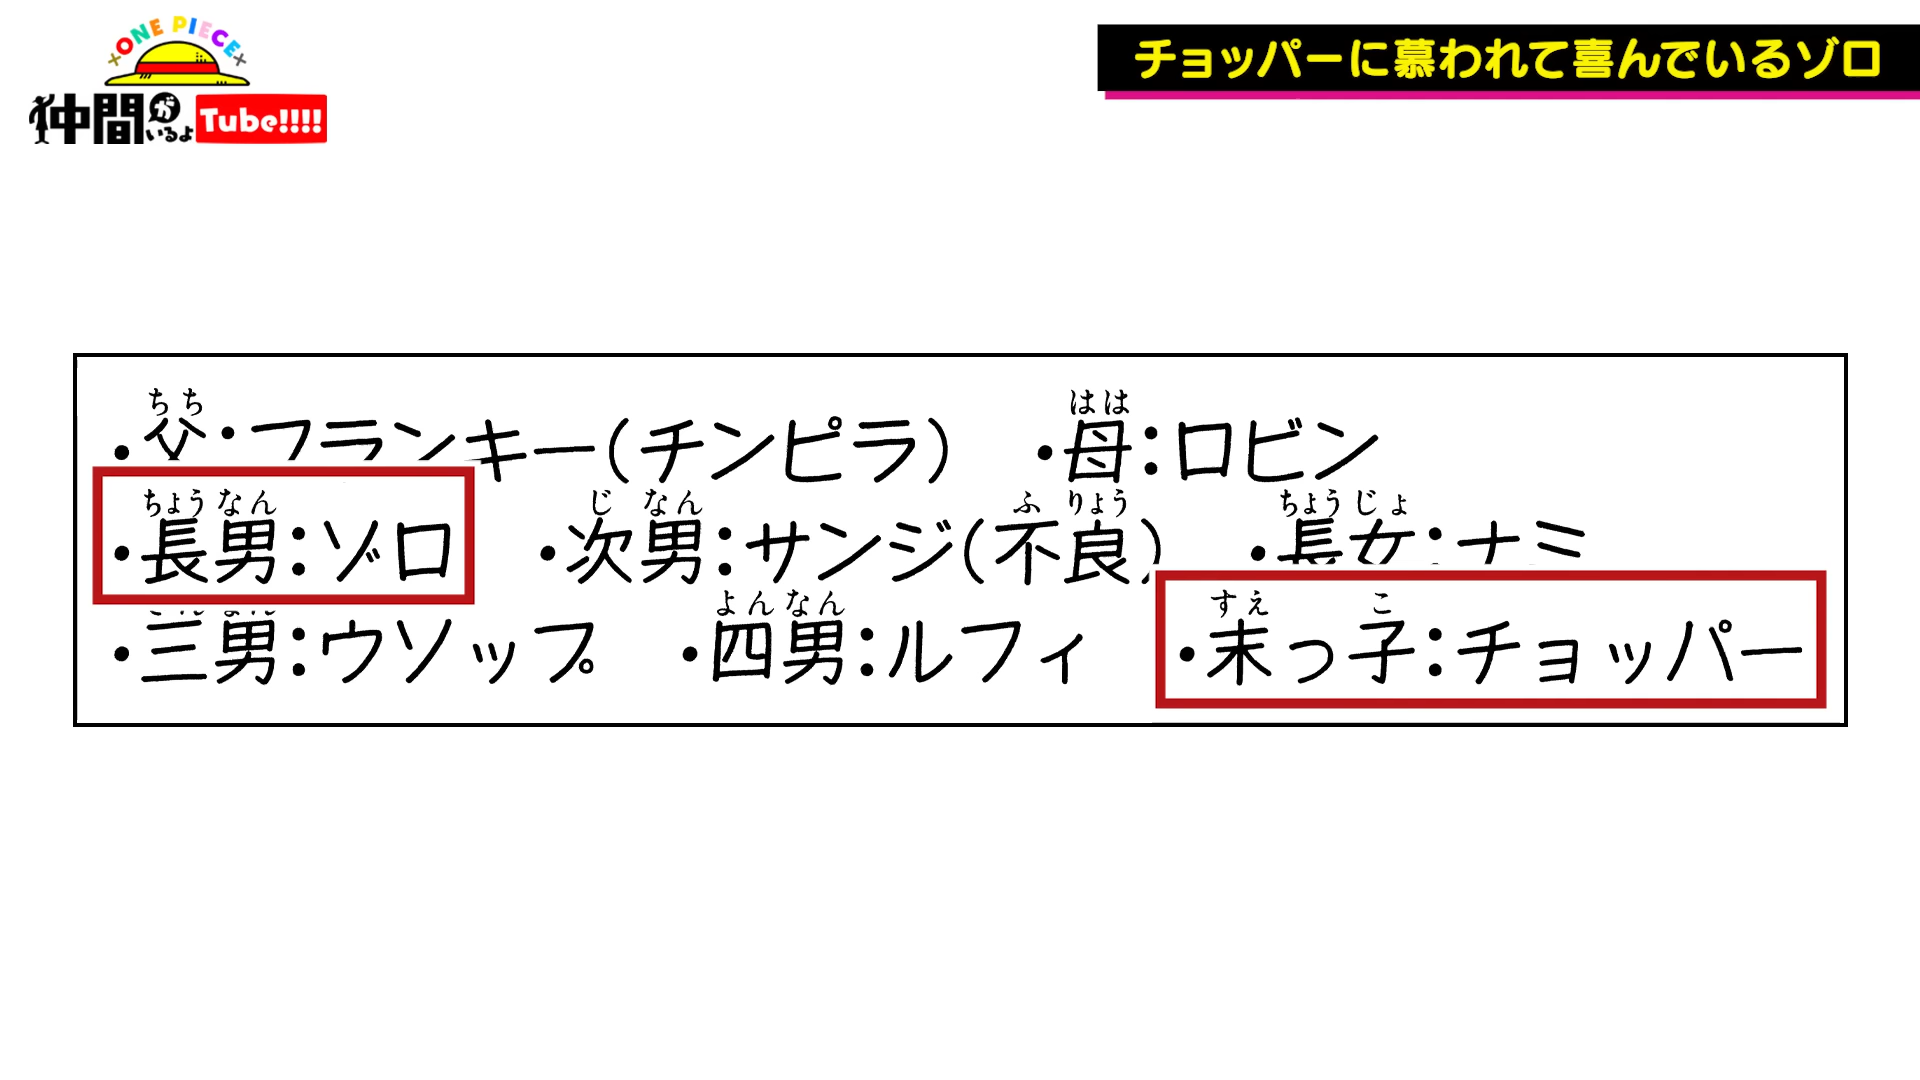 ONE PIECE
仲間がいるよTube!!!!
チョッパーに慕われて喜んでいるゾロ
ちち はは
・父:フランキー(チンピラ) ・母:ロビン
ちょうなん じなん ふりょう ちょうじょ
・長男:ゾロ ・次男:サンジ(不良) ・長女:ナミ
よんなん すえ こ
・三男:ウソップ ・四男:ルフィ ・末っ子:チョッパー